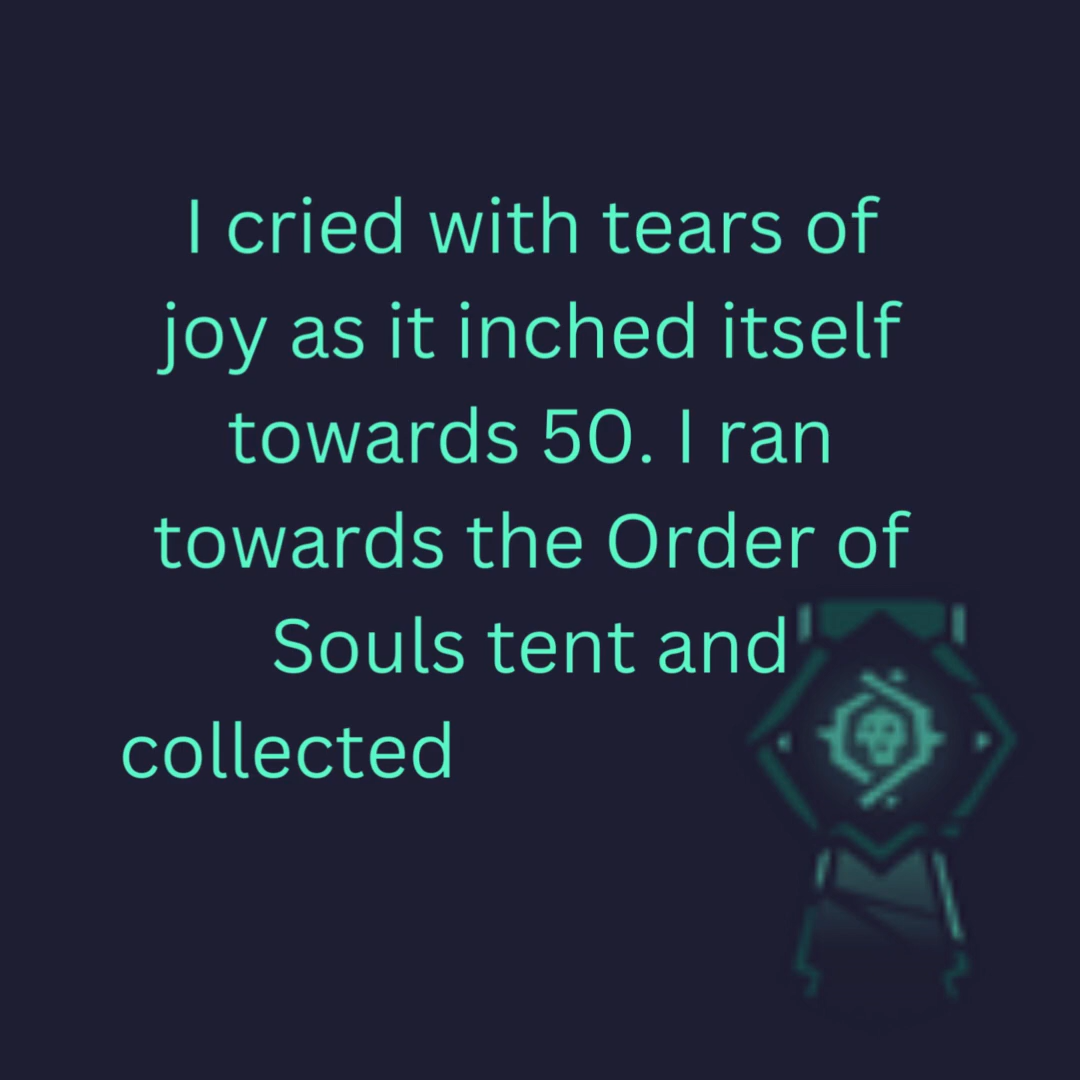 I cried with tears of
joy as it inched itself
towards 50. I ran
towards the Order of
Souls tent and
collected